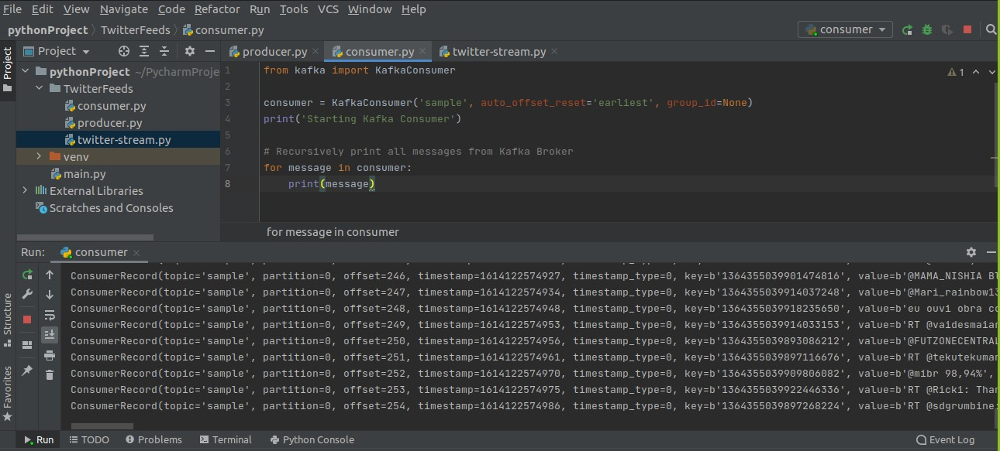 File Edit View Navigate Code Refactor Run Tools VCS Window Help
pythonProject TwitterFeeds consumer.py consumer
Project producer.py consumer.py twitter-stream.py
Project
pythonProject ~/PycharmProje
TwitterFeeds
consumer.py
producer.py
twitter-stream.py
venv
main.py
External Libraries
Scratches and Consoles
1 from kafka import KafkaConsumer 1
2
3 consumer = KafkaConsumer('sample', auto_offset_reset='earliest', group_id=None)
4 print('Starting Kafka Consumer')
5
6 # Recursively print all messages from Kafka Broker
7 for message in consumer:
8 print(message)
for message in consumer
Run: consumer
ConsumerRecord(topic='sample', partition=0, offset=246, timestamp=1614122574927, timestamp_type=0, key=b'1364355039901474816', value=b'@MAMA_NISHIA BT
ConsumerRecord(topic='sample', partition=0, offset=247, timestamp=1614122574934, timestamp_type=0, key=b'1364355039914037248', value=b'@Mari_rainbow13
ConsumerRecord(topic='sample', partition=0, offset=248, timestamp=1614122574948, timestamp_type=0, key=b'1364355039918235650', value=b'eu ouvi obra co
ConsumerRecord(topic='sample', partition=0, offset=249, timestamp=1614122574953, timestamp_type=0, key=b'1364355039914033153', value=b'RT @vaidesmaian
ConsumerRecord(topic='sample', partition=0, offset=250, timestamp=1614122574956, timestamp_type=0, key=b'1364355039893086212', value=b'@FUTZONECENTRAL
ConsumerRecord(topic='sample', partition=0, offset=251, timestamp=1614122574961, timestamp_type=0, key=b'1364355039897116676', value=b'RT @tekutekuman
ConsumerRecord(topic='sample', partition=0, offset=252, timestamp=1614122574970, timestamp_type=0, key=b'1364355039909806082', value=b'@mibr 98,94%',
ConsumerRecord(topic='sample', partition=0, offset=253, timestamp=1614122574975, timestamp_type=0, key=b'1364355039922446336', value=b'RT @Ricki: Than
ConsumerRecord(topic='sample', partition=0, offset=254, timestamp=1614122574986, timestamp_type=0, key=b'1364355039897268224', value=b'RT @sdgrumbine:
Structure
Favorites
Run TODO Problems Terminal Python Console Event Log